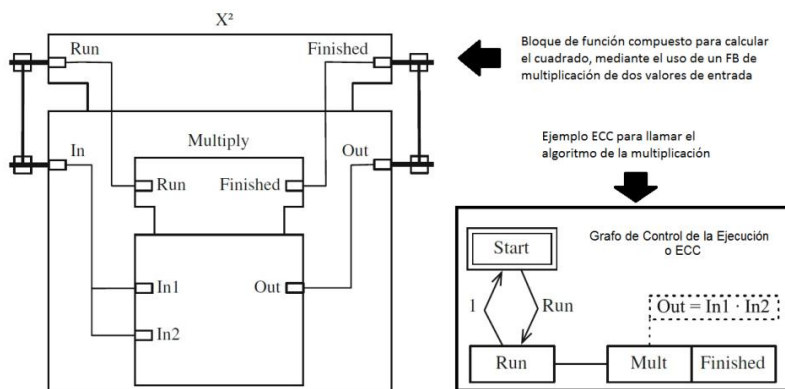 X²
Run
Finished
In
Multiply
Out
Run
Finished
In1
Out
In2
Bloque de función compuesto para calcular
el cuadrado, mediante el uso de un FB de
multiplicación de dos valores de entrada
Ejemplo ECC para llamar el
algoritmo de la multiplicación
Grafo de Control de la Ejecución
o ECC
Start
1
Run
Out = In1 · In2
Run
Mult
Finished